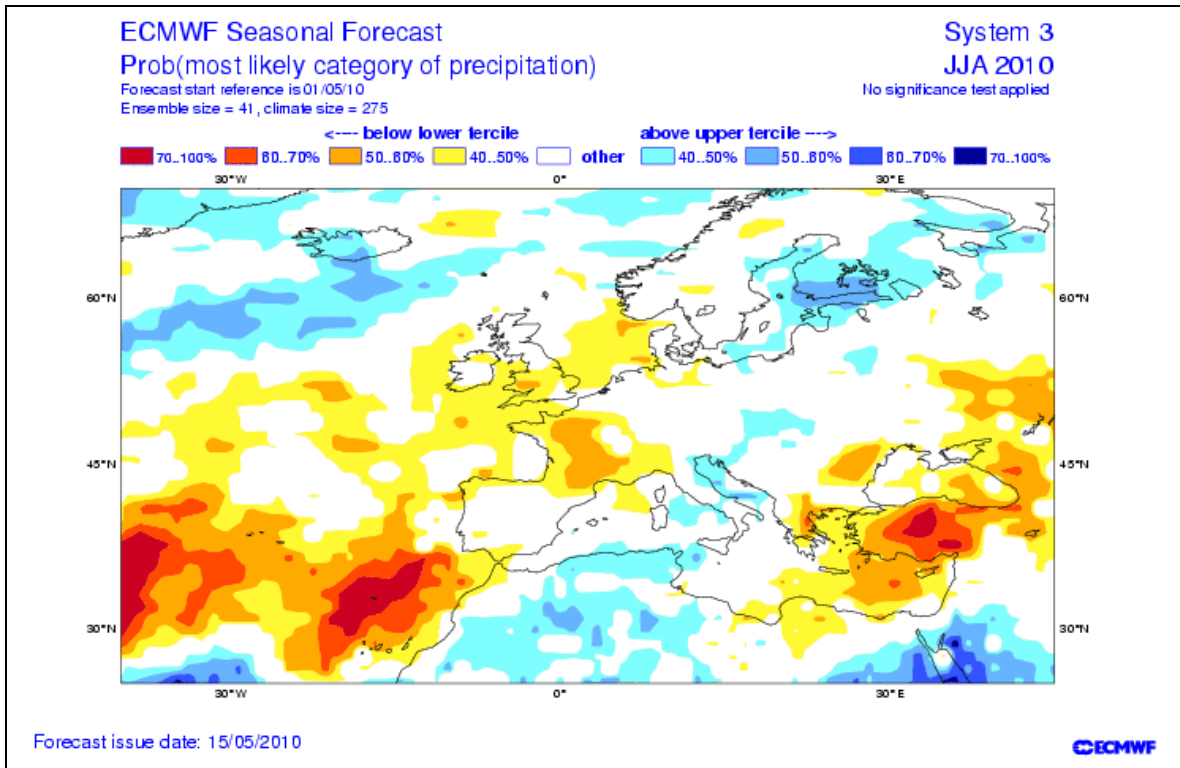 ECMWF Seasonal Forecast
System 3
Prob(most likely category of precipitation)
JJA 2010
Forecast start reference is 01/05/10
No significance test applied
Ensemble size = 41, climate size = 275
<---- below lower tercile
above upper tercile ---->
70..100% 60..70% 50..60% 40..50% other 40..50% 50..60% 60..70% 70..100%
30°W 0° 30°E
60°N 60°N
45°N 45°N
30°N 30°N
30°W 0° 30°E
Forecast issue date: 15/05/2010
ECMWF